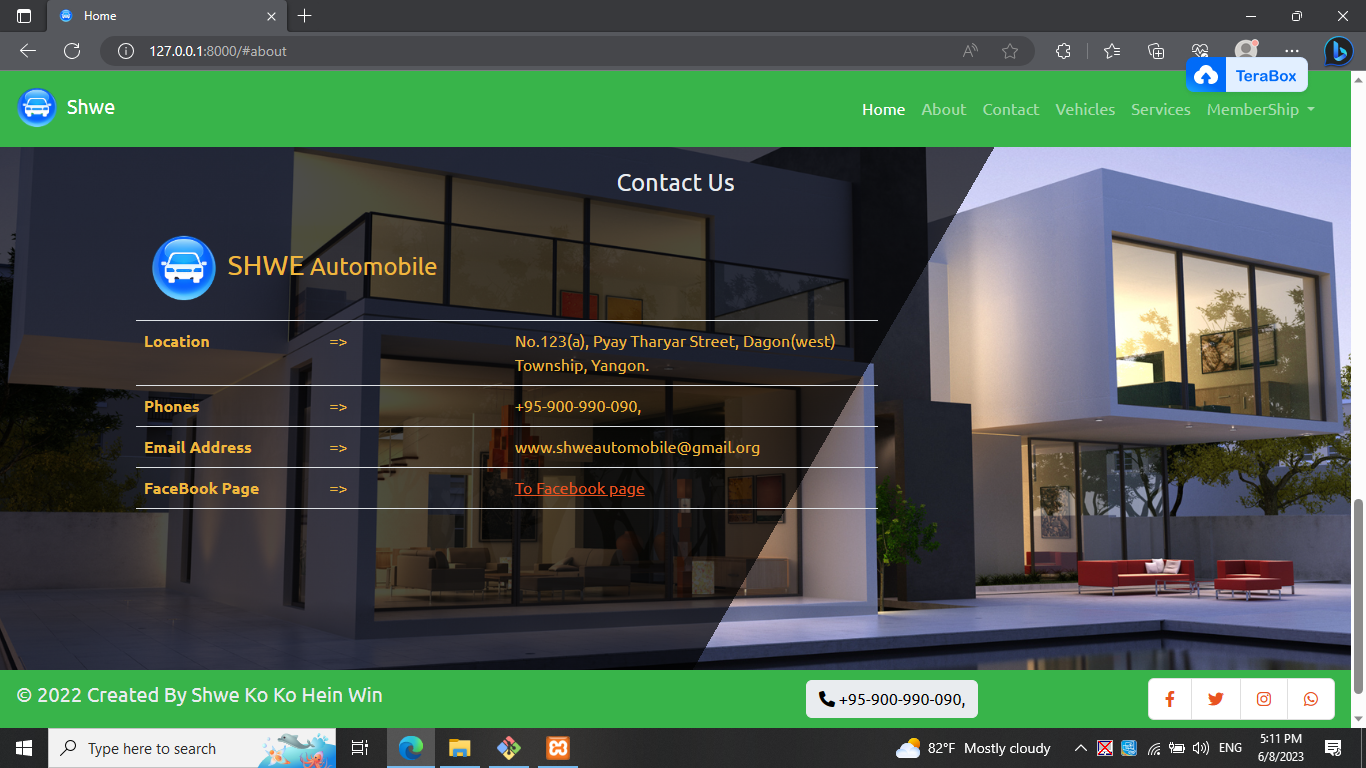 Home
127.0.0.1:8000/#about
TeraBox
Shwe
Home About Contact Vehicles Services MemberShip
Contact Us
SHWE Automobile
Location => No.123(a), Pyay Tharyar Street, Dagon(west)
Township, Yangon.
Phones => +95-900-990-090,
Email Address => www.shweautomobile@gmail.org
FaceBook Page => To Facebook page
© 2022 Created By Shwe Ko Ko Hein Win
+95-900-990-090,
Type here to search
82°F Mostly cloudy
ENG
5:11 PM
6/8/2023